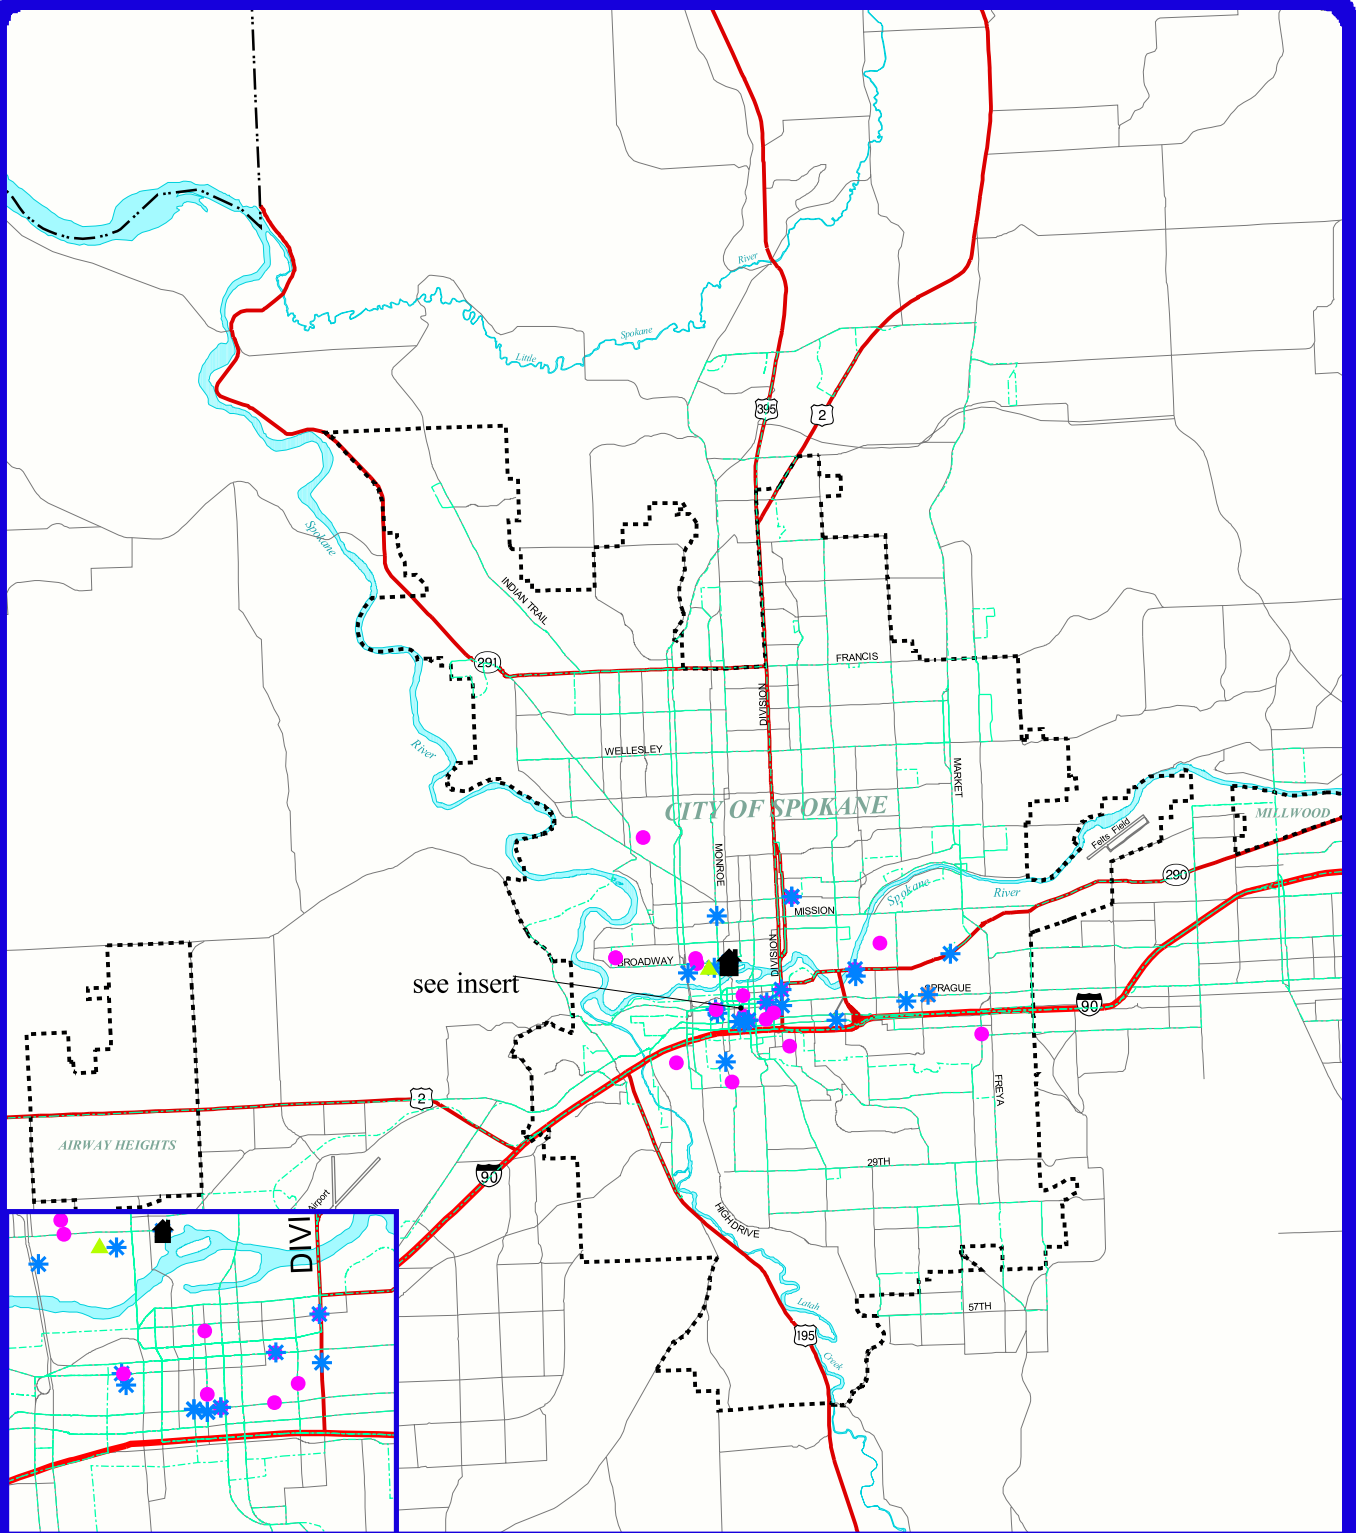 River
Spokane
Little
395
2
Spokane
INDIAN TRAIL
291
FRANCIS
DIVISION
River
WELLESLEY
MARKET
CITY OF SPOKANE
MILLWOOD
Felts Field
MONROE
290
Spokane
River
MISSION
DIVISION
BROADWAY
see insert
SPRAGUE
90
FREYA
2
AIRWAY HEIGHTS
29TH
90
Airport
HIGH DRIVE
DIVI
Latah
57TH
195
Creek